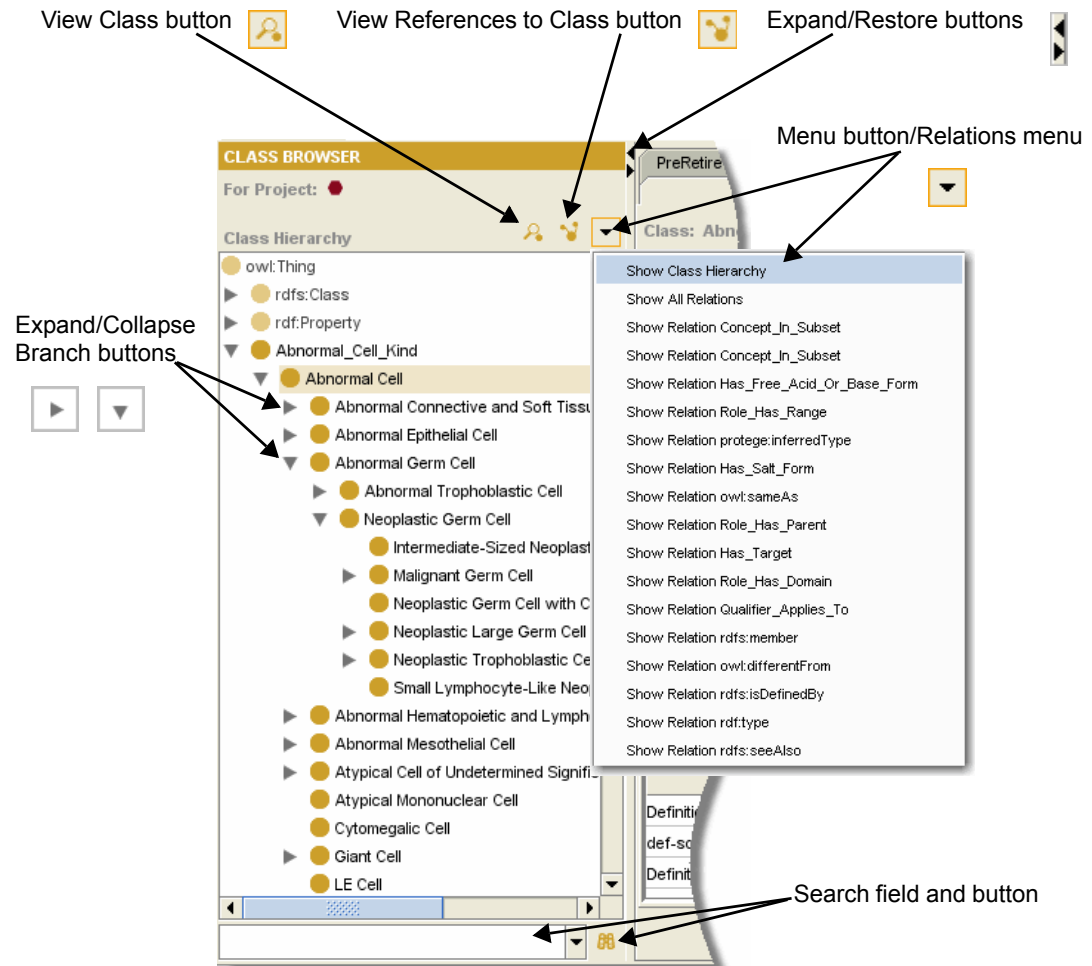 View Class button
View References to Class button
Expand/Restore buttons
Menu button/Relations menu
CLASS BROWSER
PreRetire
For Project:
Class Hierarchy
Class: Abn
owl:Thing
rdfs:Class
rdf:Property
Abnormal_Cell_Kind
Abnormal Cell
Abnormal Connective and Soft Tissu
Abnormal Epithelial Cell
Abnormal Germ Cell
Abnormal Trophoblastic Cell
Neoplastic Germ Cell
Intermediate-Sized Neoplast
Malignant Germ Cell
Neoplastic Germ Cell with C
Neoplastic Large Germ Cell
Neoplastic Trophoblastic Ce
Small Lymphocyte-Like Neo
Abnormal Hematopoietic and Lymph
Abnormal Mesothelial Cell
Atypical Cell of Undetermined Signifi
Atypical Mononuclear Cell
Cytomegalic Cell
Giant Cell
LE Cell
Expand/Collapse
Branch buttons
Show Class Hierarchy
Show All Relations
Show Relation Concept_In_Subset
Show Relation Concept_In_Subset
Show Relation Has_Free_Acid_Or_Base_Form
Show Relation Role_Has_Range
Show Relation protege:inferredType
Show Relation Has_Salt_Form
Show Relation owl:sameAs
Show Relation Role_Has_Parent
Show Relation Has_Target
Show Relation Role_Has_Domain
Show Relation Qualifier_Applies_To
Show Relation rdfs:member
Show Relation owl:differentFrom
Show Relation rdfs:isDefinedBy
Show Relation rdf:type
Show Relation rdfs:seeAlso
Definiti
def-so
Definit
Search field and button